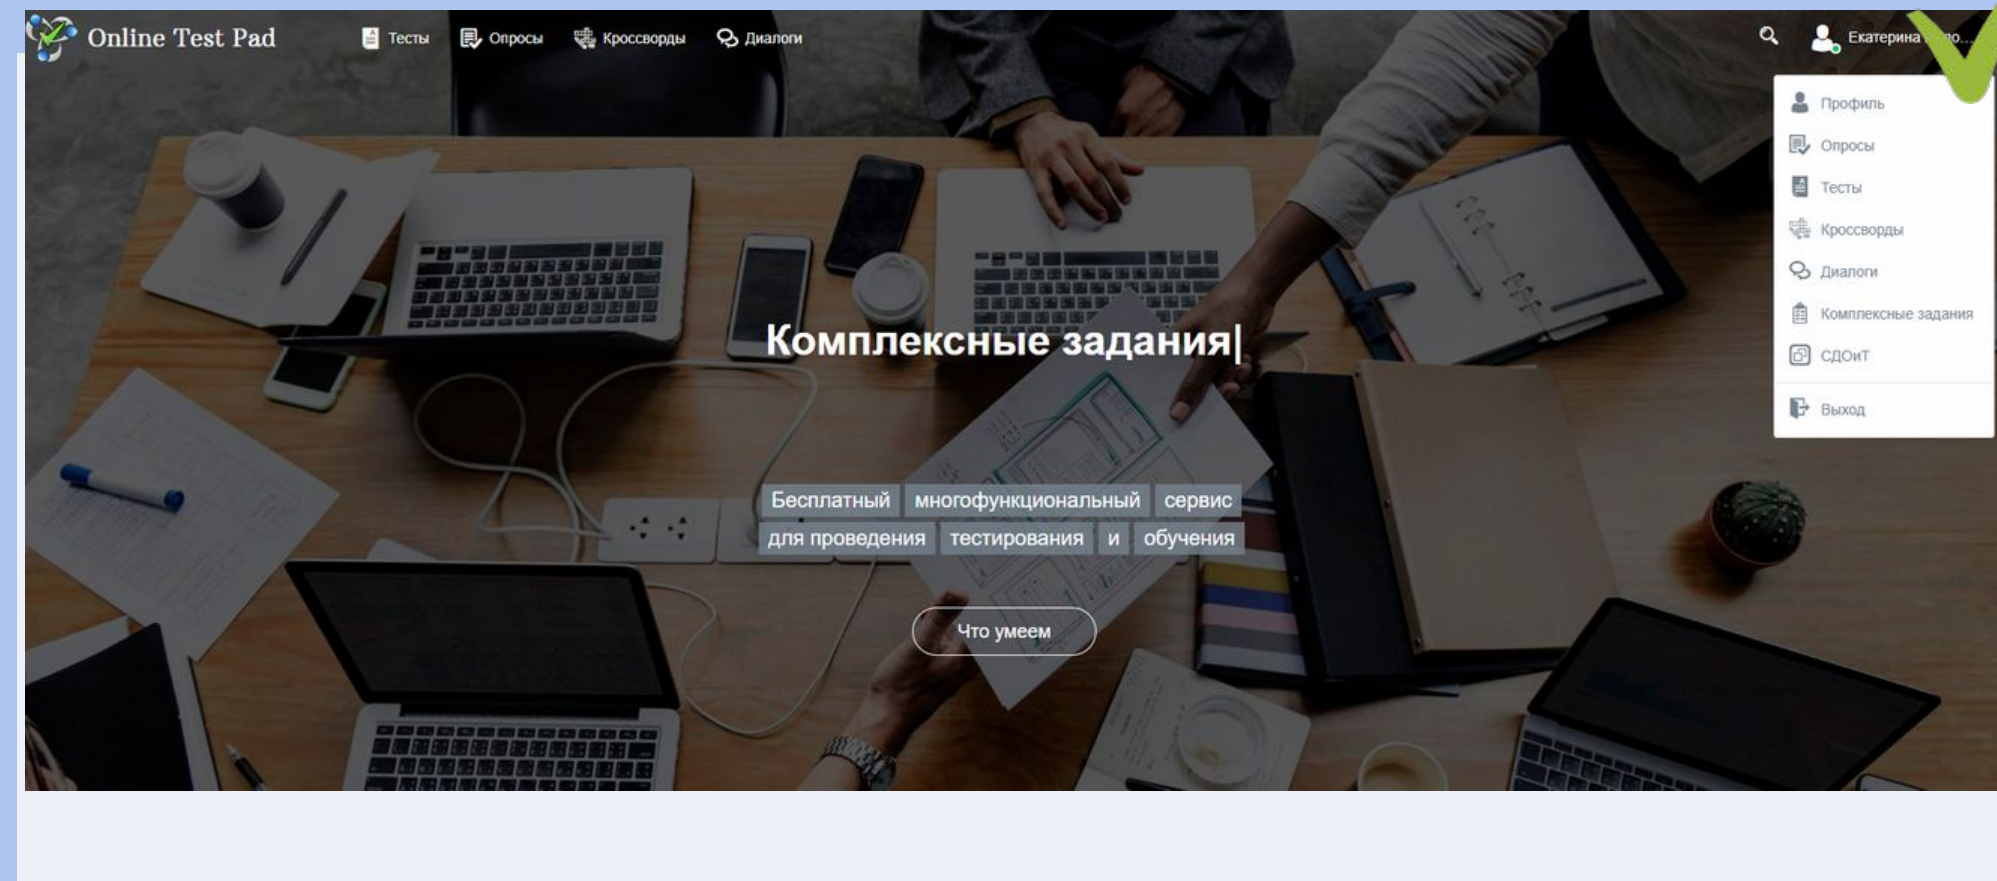 Online Test Pad
Тесты
Опросы
Кроссворды
Диалоги
Екатерина
Профиль
Опросы
Тесты
Кроссворды
Диалоги
Комплексные задания
СДОиТ
Выход
Комплексные задания|
Бесплатный многофункциональный сервис
для проведения тестирования и обучения
Что умеем